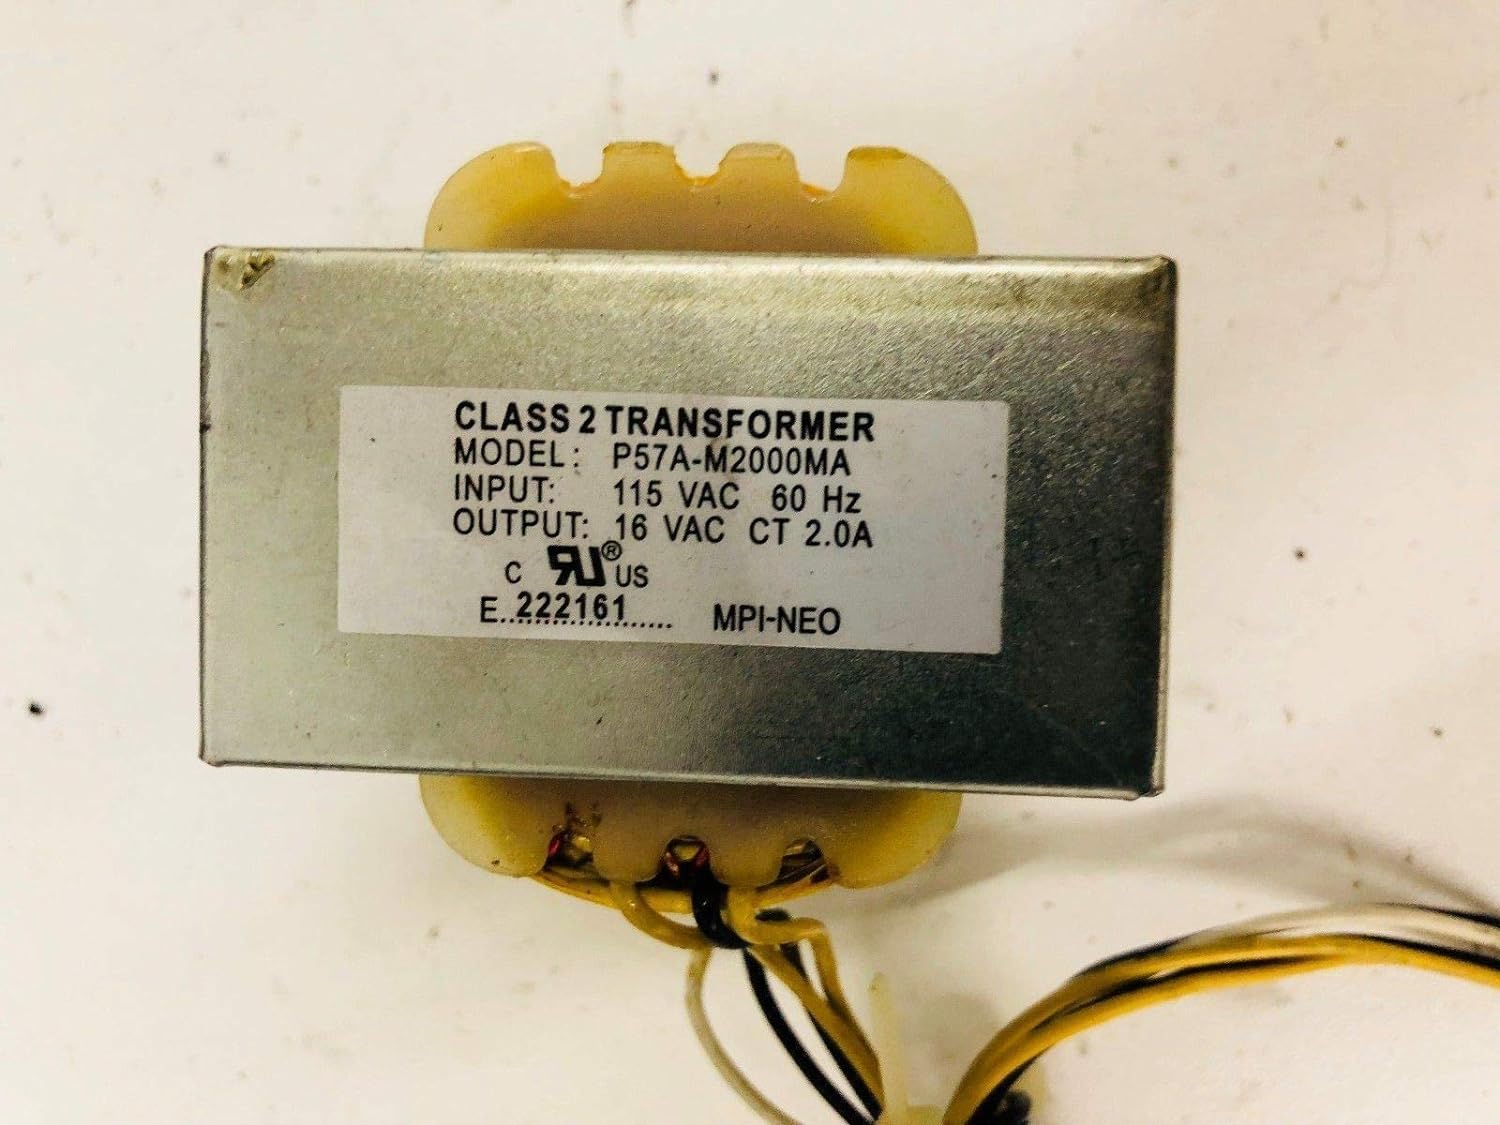 CLASS 2 TRANSFORMER
MODEL: P57A-M2000MA
INPUT: 115 VAC 60 Hz
OUTPUT: 16 VAC CT 2.0A
C RU® US
E..222161...... MPI-NEO